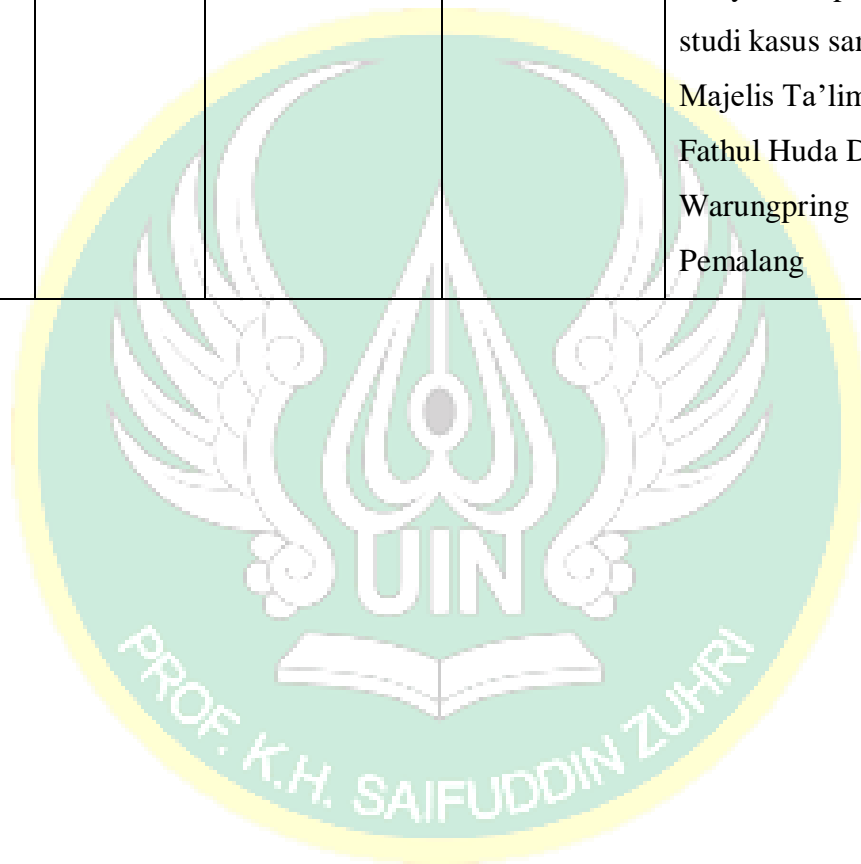 studi kasus
Majelis Ta’lim
Fathul Huda
Warungpring
Pemalang
UIN
PROF. K.H. SAIFUDDIN ZUHRI